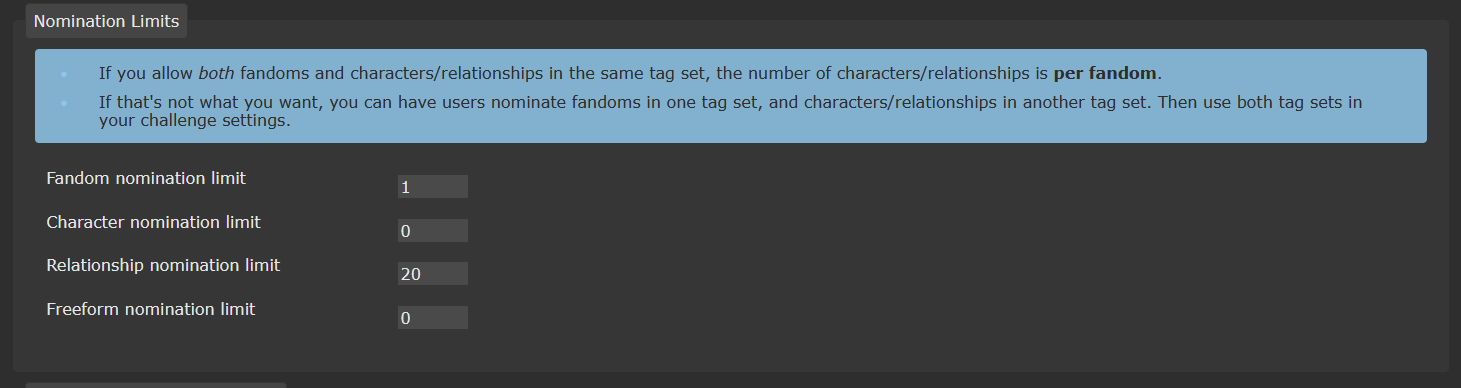 Nomination Limits
If you allow both fandoms and characters/relationships in the same tag set, the number of characters/relationships is per fandom.
If that's not what you want, you can have users nominate fandoms in one tag set, and characters/relationships in another tag set. Then use both tag sets in
your challenge settings.
Fandom nomination limit
1
Character nomination limit
0
Relationship nomination limit
20
Freeform nomination limit
0